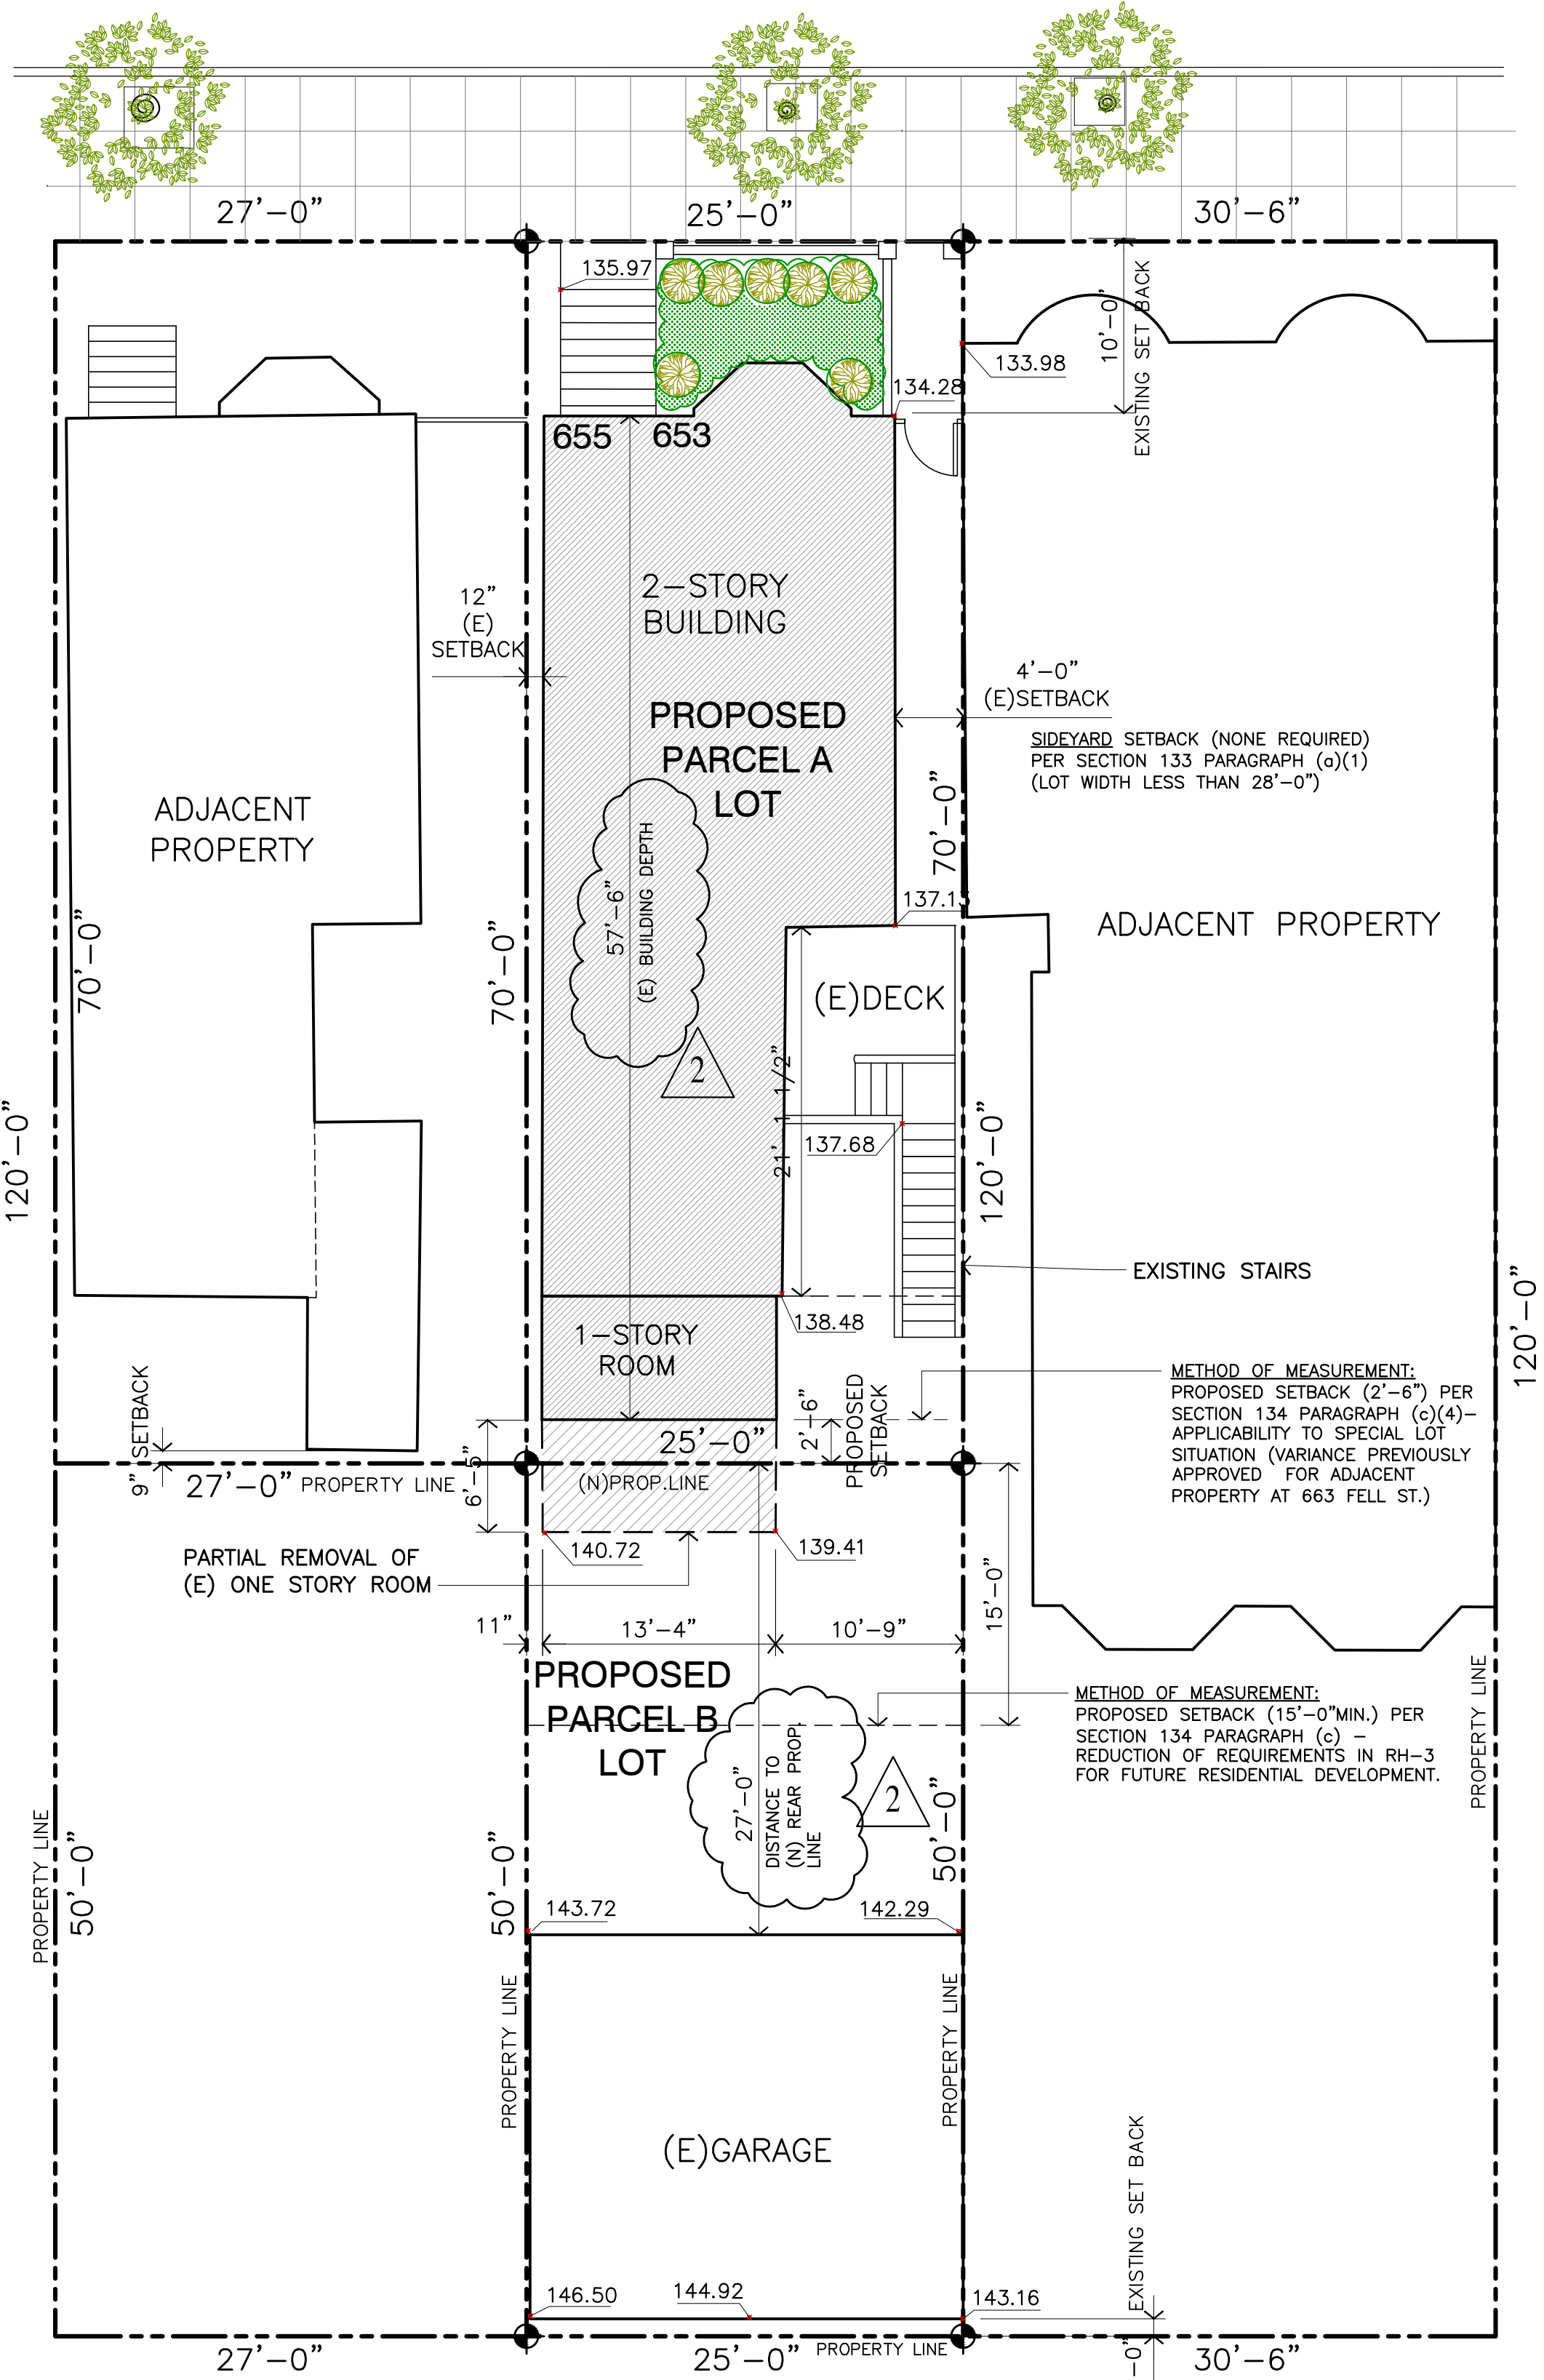 27'-0"
25'-0"
30'-6"
135.97
10'-0"
EXISTING SET BACK
133.98
134.28
655
653
2-STORY
BUILDING
12"
(E)
SETBACK
4'-0"
(E)SETBACK
PROPOSED
PARCEL A
LOT
SIDEYARD SETBACK (NONE REQUIRED)
PER SECTION 133 PARAGRAPH (a)(1)
(LOT WIDTH LESS THAN 28'-0")
70'-0"
ADJACENT
PROPERTY
57'-6"
(E) BUILDING DEPTH
137.13
ADJACENT PROPERTY
70'-0"
70'-0"
(E)DECK
2
21' 1 1/2"
137.68
120'-0"
120'-0"
EXISTING STAIRS
120'-0"
138.48
1-STORY
ROOM
METHOD OF MEASUREMENT:
PROPOSED SETBACK (2'-6") PER
SECTION 134 PARAGRAPH (c)(4)-
APPLICABILITY TO SPECIAL LOT
SITUATION (VARIANCE PREVIOUSLY
APPROVED FOR ADJACENT
PROPERTY AT 663 FELL ST.)
9" SETBACK
2'-6"
PROPOSED
SETBACK
25'-0"
27'-0" PROPERTY LINE
6'-5"
(N)PROP.LINE
140.72
139.41
PARTIAL REMOVAL OF
(E) ONE STORY ROOM
15'-0"
11"
13'-4"
10'-9"
PROPOSED
PARCEL B
LOT
METHOD OF MEASUREMENT:
PROPOSED SETBACK (15'-0"MIN.) PER
SECTION 134 PARAGRAPH (c) -
REDUCTION OF REQUIREMENTS IN RH-3
FOR FUTURE RESIDENTIAL DEVELOPMENT.
PROPERTY LINE
27'-0"
DISTANCE TO
(N) REAR PROP.
LINE
2
PROPERTY LINE
50'-0"
50'-0"
50'-0"
143.72
142.29
PROPERTY LINE
PROPERTY LINE
(E)GARAGE
EXISTING SET BACK
146.50
144.92
143.16
27'-0"
25'-0"
PROPERTY LINE
-0"
30'-6"